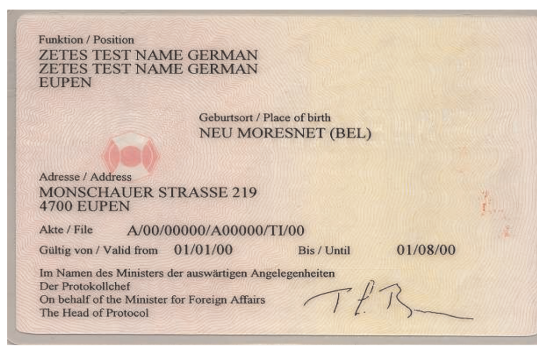 Funktion / Position
ZETES TEST NAME GERMAN
ZETES TEST NAME GERMAN
EUPEN
Geburtsort / Place of birth
NEU MORESNET (BEL)
Adresse / Address
MONSCHAUER STRASSE 219
4700 EUPEN
Akte / File A/00/00000/A00000/TI/00
Gültig von / Valid from 01/01/00 Bis / Until 01/08/00
Im Namen des Ministers der auswärtigen Angelegenheiten
Der Protokollchef
On behalf of the Minister for Foreign Affairs
The Head of Protocol